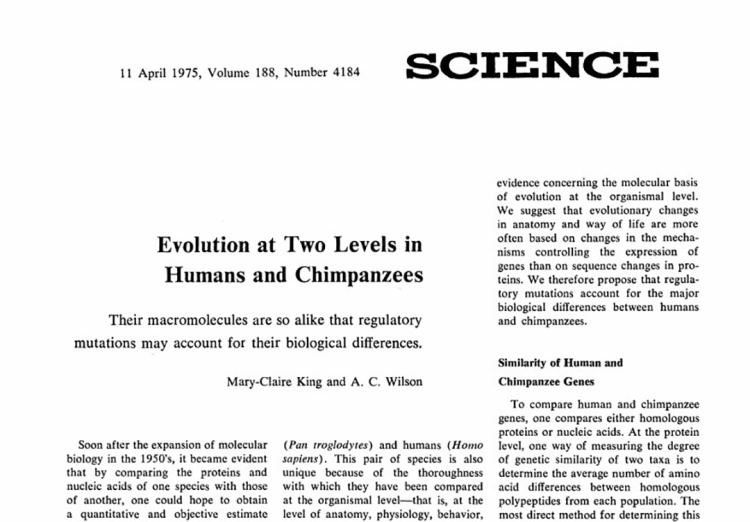 11 April 1975, Volume 188, Number 4184
SCIENCE
Evolution at Two Levels in
Humans and Chimpanzees
Their macromolecules are so alike that regulatory
mutations may account for their biological differences.
Mary-Claire King and A. C. Wilson
Soon after the expansion of molecular
biology in the 1950's, it became evident
that by comparing the proteins and
nucleic acids of one species with those
of another, one could hope to obtain
a quantitative and objective estimate
(Pan troglodytes) and humans (Homo
sapiens). This pair of species is also
unique because of the thoroughness
with which they have been compared
at the organismal level—that is, at the
level of anatomy, physiology, behavior,
evidence concerning the molecular basis
of evolution at the organismal level.
We suggest that evolutionary changes
in anatomy and way of life are more
often based on changes in the mecha-
nisms controlling the expression of
genes than on sequence changes in pro-
teins. We therefore propose that regula-
tory mutations account for the major
biological differences between humans
and chimpanzees.
Similarity of Human and
Chimpanzee Genes
To compare human and chimpanzee
genes, one compares either homologous
proteins or nucleic acids. At the protein
level, one way of measuring the degree
of genetic similarity of two taxa is to
determine the average number of amino
acid differences between homologous
polypeptides from each population. The
most direct method for determining this